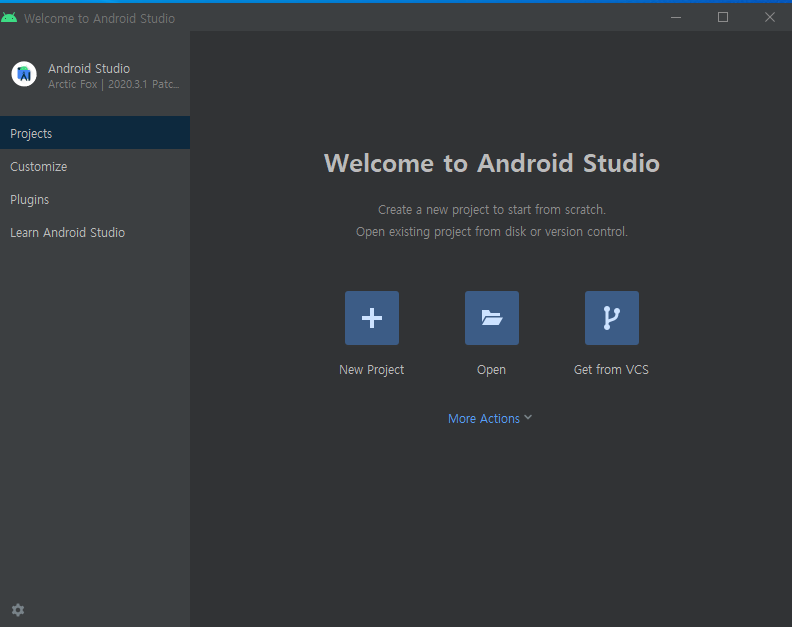 Welcome to Android Studio
Android Studio
Arctic Fox | 2020.3.1 Patc...
Projects
Customize
Plugins
Learn Android Studio
Welcome to Android Studio
Create a new project to start from scratch.
Open existing project from disk or version control.
New Project
Open
Get from VCS
More Actions